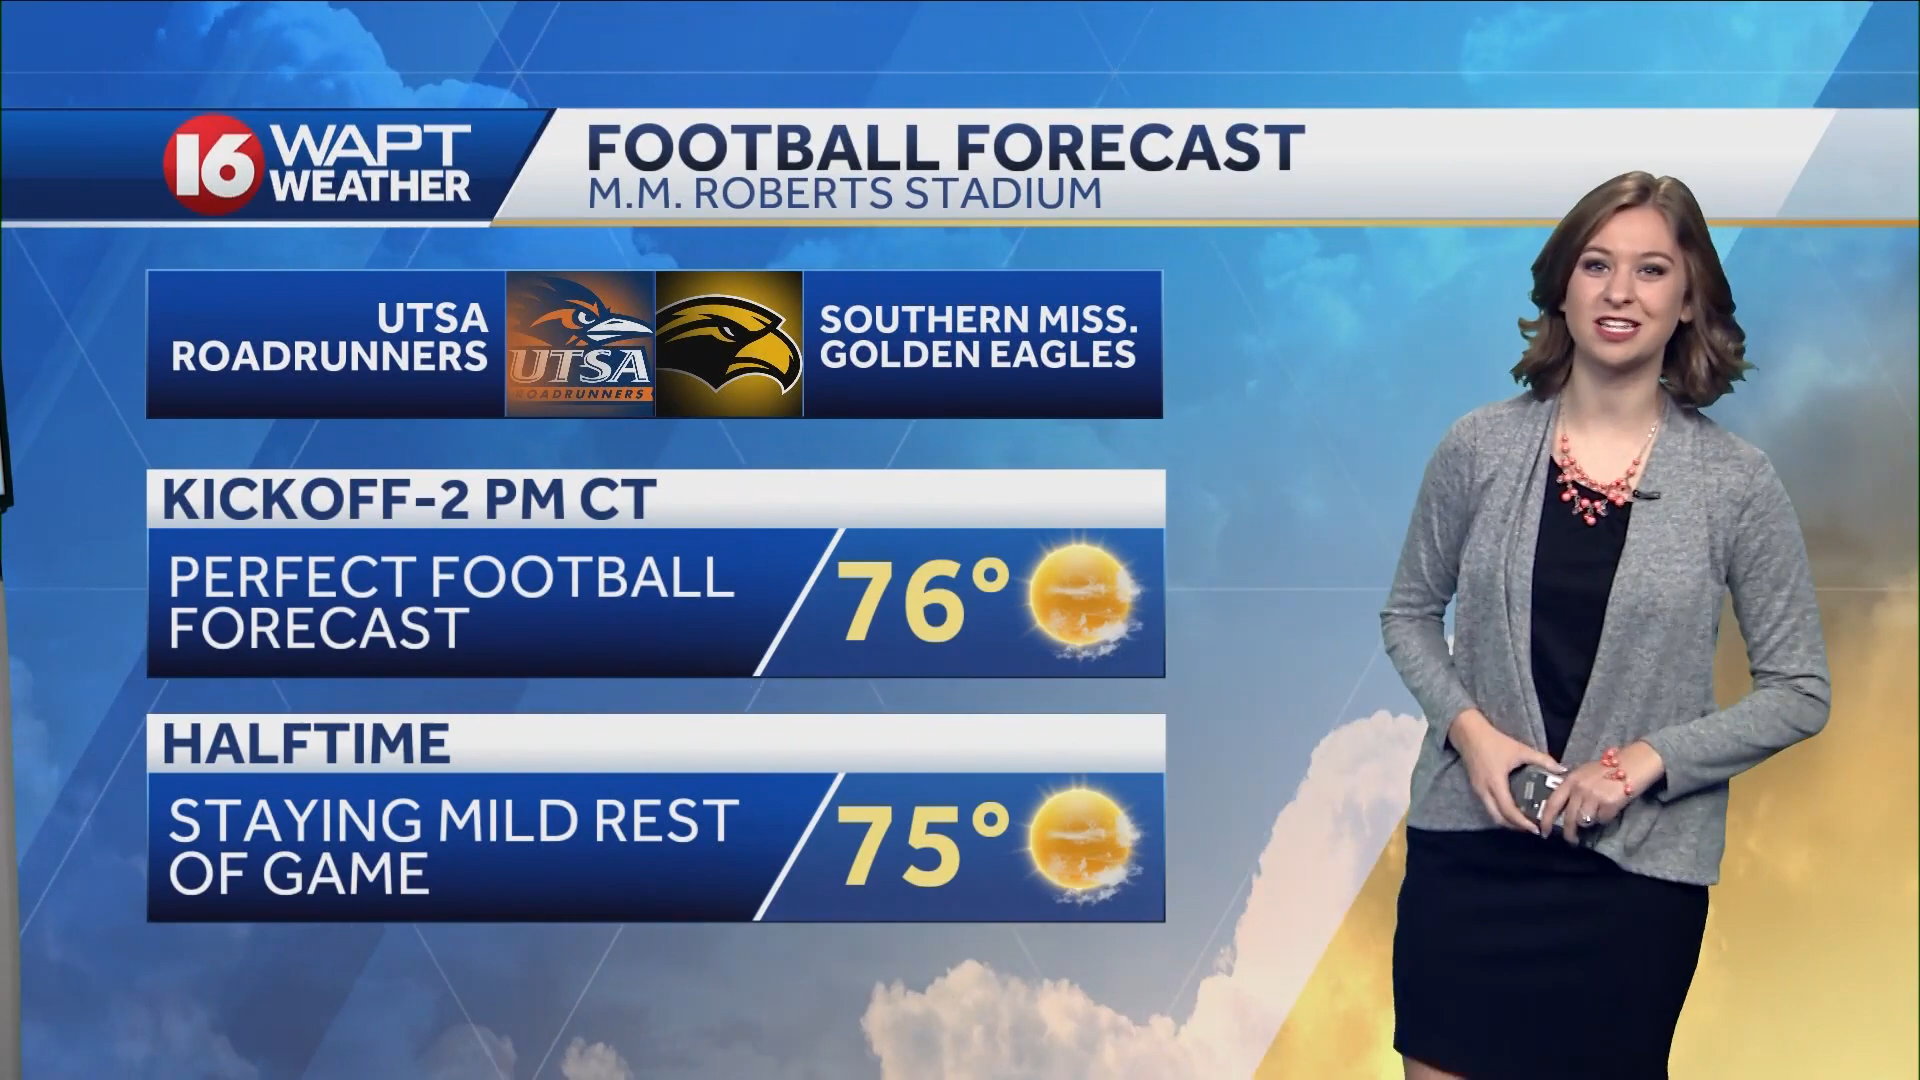 16 WAPT
WEATHER
FOOTBALL FORECAST
M.M. ROBERTS STADIUM
UTSA
ROADRUNNERS
UTSA
ROADRUNNERS
SOUTHERN MISS.
GOLDEN EAGLES
KICKOFF-2 PM CT
PERFECT FOOTBALL
FORECAST
76°
HALFTIME
STAYING MILD REST
OF GAME
75°